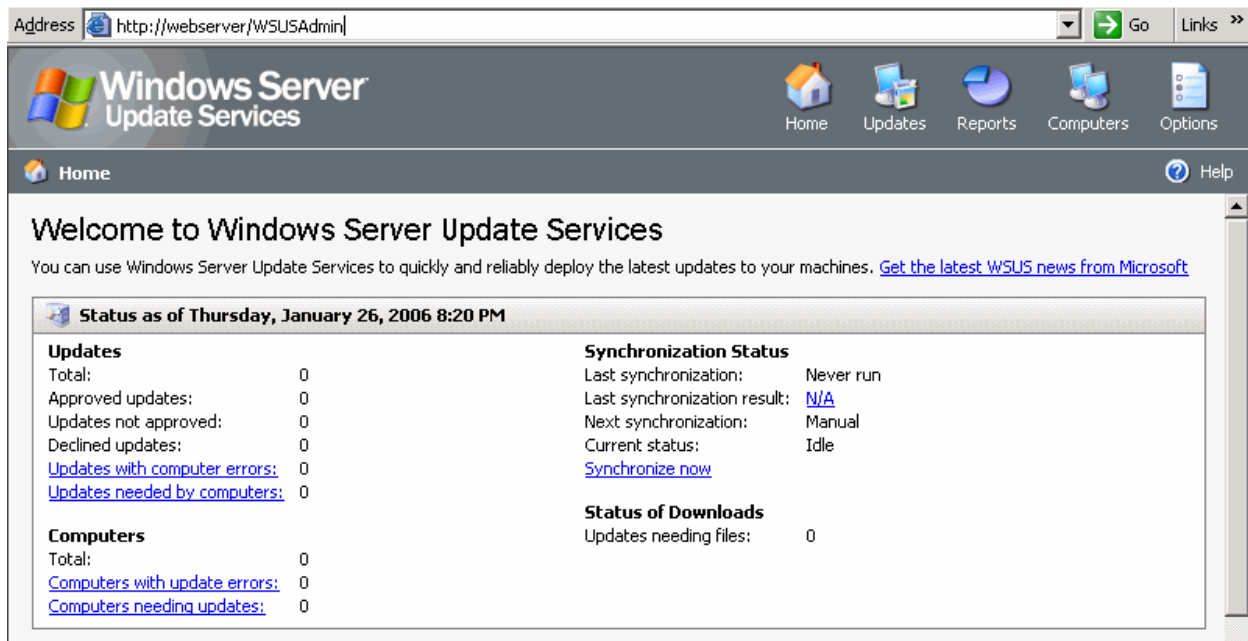 Address http://webserver/WSUSAdmin Go Links »
Windows Server
Update Services
Home Updates Reports Computers Options
Home Help
Welcome to Windows Server Update Services
You can use Windows Server Update Services to quickly and reliably deploy the latest updates to your machines. Get the latest WSUS news from Microsoft
Status as of Thursday, January 26, 2006 8:20 PM
Updates
Total: 0
Approved updates: 0
Updates not approved: 0
Declined updates: 0
Updates with computer errors: 0
Updates needed by computers: 0
Computers
Total: 0
Computers with update errors: 0
Computers needing updates: 0
Synchronization Status
Last synchronization: Never run
Last synchronization result: N/A
Next synchronization: Manual
Current status: Idle
Synchronize now
Status of Downloads
Updates needing files: 0